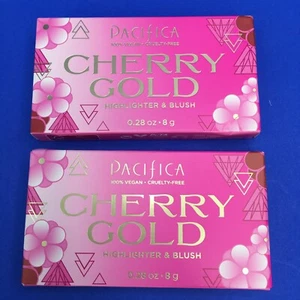 PACIFICA
100% VEGAN • CRUELTY-FREE
CHERRY
GOLD
HIGHLIGHTER & BLUSH
0.28 oz • 8 g
PACIFICA
100% VEGAN • CRUELTY-FREE
CHERRY
GOLD
HIGHLIGHTER & BLUSH
0.28 oz • 8 g